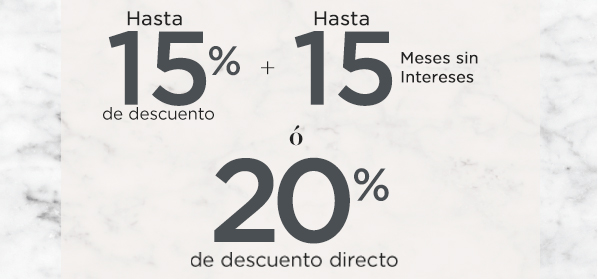 Hasta
15%
de descuento
+
Hasta
15 Meses sin
Intereses
ó
20%
de descuento directo